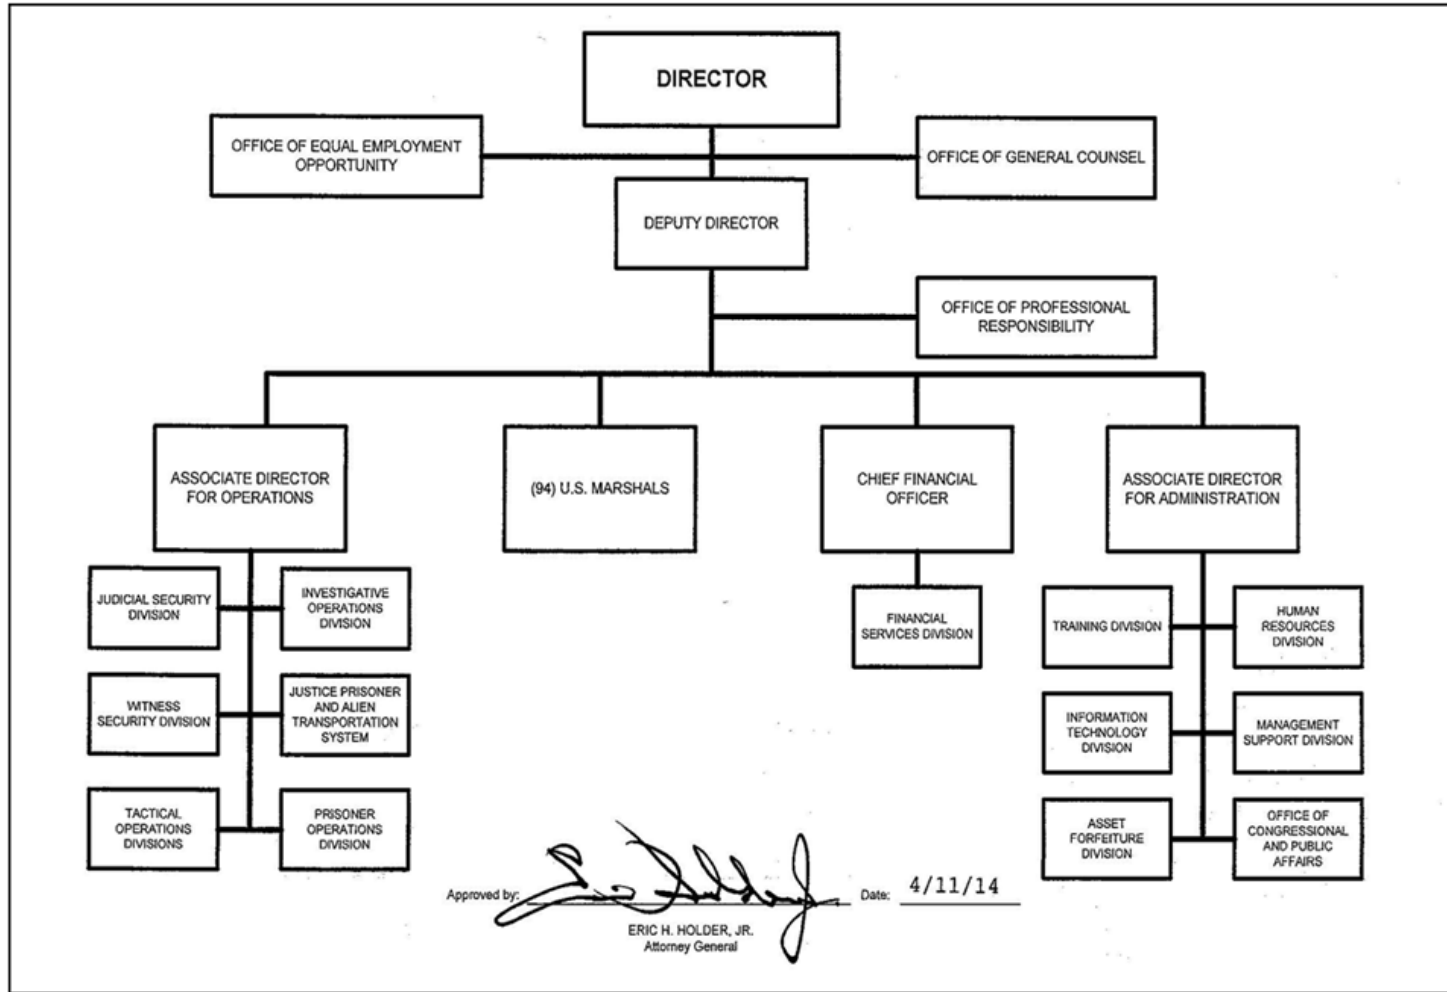 DIRECTOR
OFFICE OF EQUAL EMPLOYMENT
OPPORTUNITY
OFFICE OF GENERAL COUNSEL
DEPUTY DIRECTOR
OFFICE OF PROFESSIONAL
RESPONSIBILITY
ASSOCIATE DIRECTOR
FOR OPERATIONS
(94) U.S. MARSHALS
CHIEF FINANCIAL
OFFICER
ASSOCIATE DIRECTOR
FOR ADMINISTRATION
JUDICIAL SECURITY
DIVISION
INVESTIGATIVE
OPERATIONS
DIVISION
WITNESS
SECURITY DIVISION
JUSTICE PRISONER
AND ALIEN
TRANSPORTATION
SYSTEM
TACTICAL
OPERATIONS
DIVISIONS
PRISONER
OPERATIONS
DIVISION
FINANCIAL
SERVICES DIVISION
TRAINING DIVISION
HUMAN
RESOURCES
DIVISION
INFORMATION
TECHNOLOGY
DIVISION
MANAGEMENT
SUPPORT DIVISION
ASSET
FORFEITURE
DIVISION
OFFICE OF
CONGRESSIONAL
AND PUBLIC
AFFAIRS
Approved by:
Date: 4/11/14
ERIC H. HOLDER, JR.
Attorney General